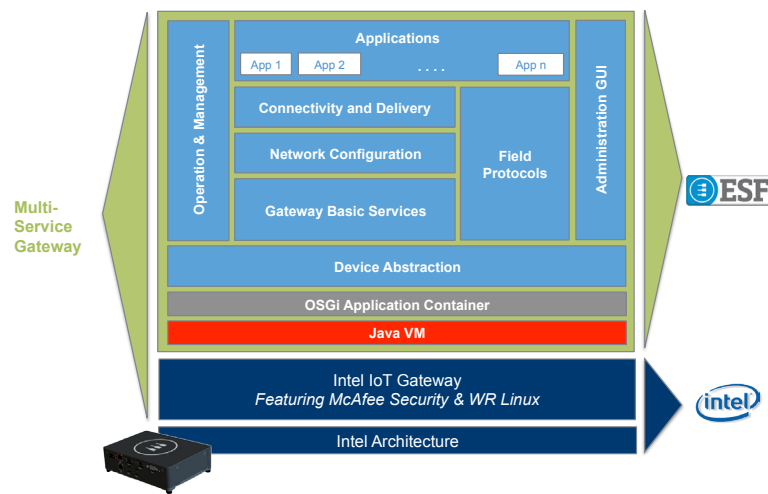 Operation & Management
Applications
App 1
App 2
. . . .
App n
Administration GUI
Connectivity and Delivery
Network Configuration
Gateway Basic Services
Field
Protocols
Multi-
Service
Gateway
ESF
Device Abstraction
OSGi Application Container
Java VM
Intel IoT Gateway
Featuring McAfee Security & WR Linux
intel
Intel Architecture